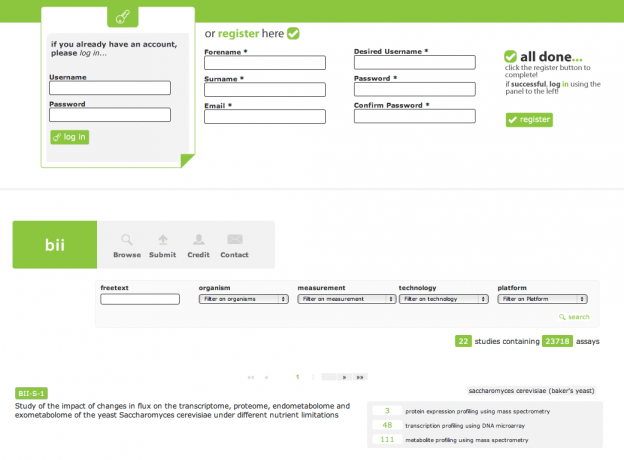 if you already have an account,
please log in...
Username
Password
log in
or register here
Forename *
Surname *
Email *
Desired Username *
Password *
Confirm Password *
all done...
click the register button to
complete!
if successful, log in using the
panel to the left!
register
bii
Browse Submit Credit Contact
freetext organism measurement technology platform
Filter on organisms Filter on measurement Filter on technology Filter on Platform
search
22 studies containing 23718 assays
«« « 1 » »»
BII-S-1
saccharomyces cerevisiae (baker's yeast)
Study of the impact of changes in flux on the transcriptome, proteome, endometabolome and
exometabolome of the yeast Saccharomyces cerevisiae under different nutrient limitations
3 protein expression profiling using mass spectrometry
48 transcription profiling using DNA microarray
111 metabolite profiling using mass spectrometry